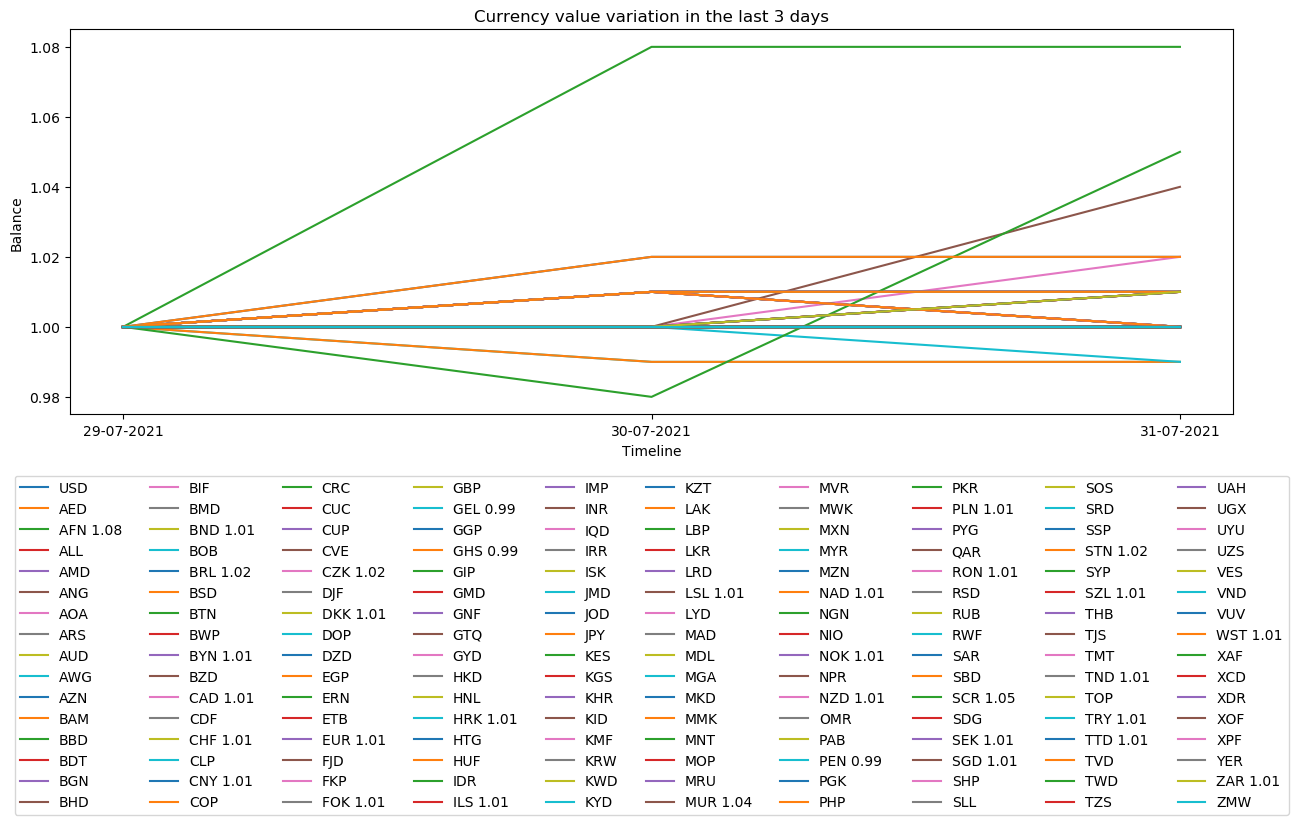 Currency value variation in the last 3 days
Balance
1.08
1.06
1.04
1.02
1.00
0.98
29-07-2021 30-07-2021 31-07-2021
Timeline
USD BIF CRC GBP IMP KZT MVR PKR SOS UAH
AED BMD CUC GEL 0.99 INR LAK MWK PLN 1.01 SRD UGX
AFN 1.08 BND 1.01 CUP GGP IQD LBP MXN PYG SSP UYU
ALL BOB CVE GHS 0.99 IRR LKR MYR QAR STN 1.02 UZS
AMD BRL 1.02 CZK 1.02 GIP ISK LRD MZN RON 1.01 SYP VES
ANG BSD DJF GMD JMD LSL 1.01 NAD 1.01 RSD SZL 1.01 VND
AOA BTN DKK 1.01 GNF JOD LYD NGN RUB THB VUV
ARS BWP DOP GTQ JPY MAD NIO RWF TJS WST 1.01
AUD BYN 1.01 DZD GYD KES MDL NOK 1.01 SAR TMT XAF
AWG BZD EGP HKD KGS MGA NPR SBD TND 1.01 XCD
AZN CAD 1.01 ERN HNL KHR MKD NZD 1.01 SCR 1.05 TOP XDR
BAM CDF ETB HRK 1.01 KID MMK OMR SDG TRY 1.01 XOF
BBD CHF 1.01 EUR 1.01 HTG KMF MNT PAB SEK 1.01 TTD 1.01 XPF
BDT CLP FJD HUF KRW MOP PEN 0.99 SGD 1.01 TVD YER
BGN CNY 1.01 FKP IDR KWD MRU PGK SHP TWD ZAR 1.01
BHD COP FOK 1.01 ILS 1.01 KYD MUR 1.04 PHP SLL TZS ZMW